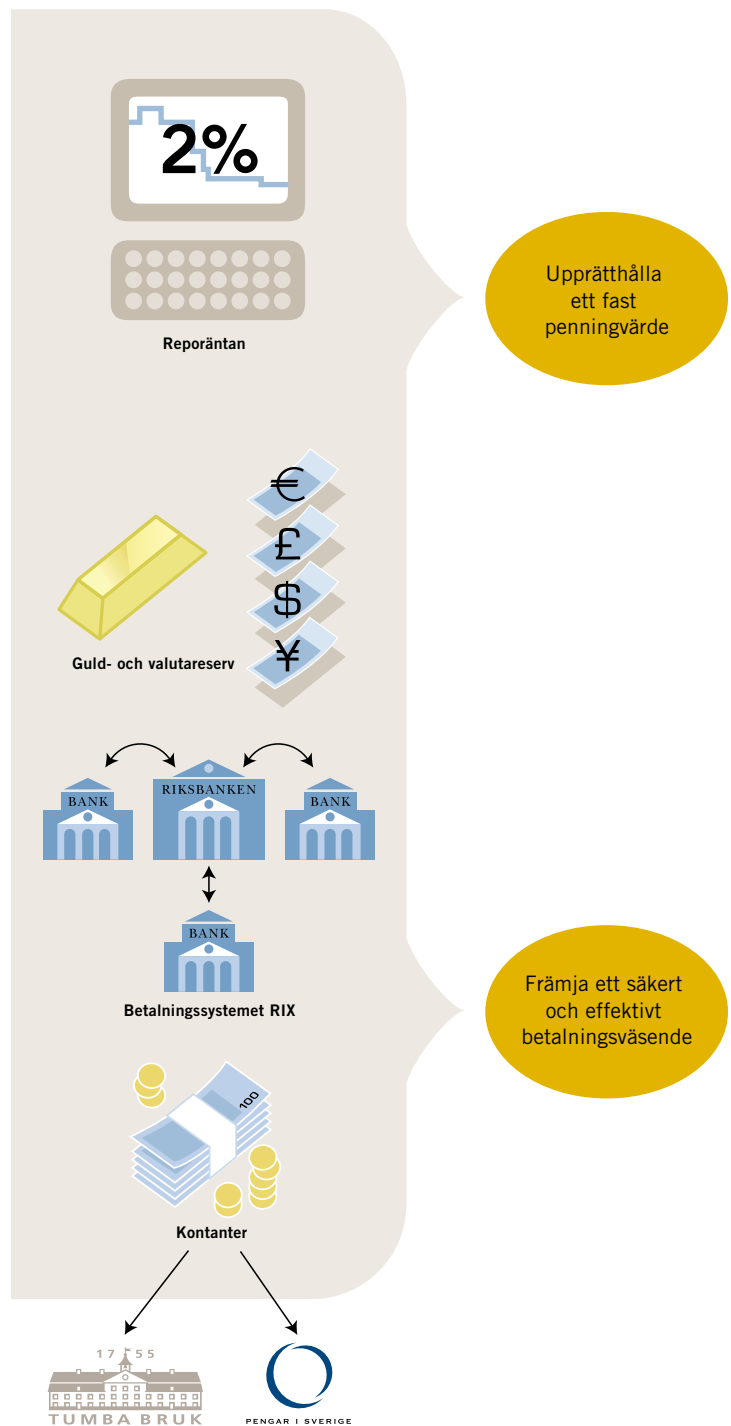 2%
Reporäntan
Upprätthålla
ett fast
penningvärde
€
£
$
¥
Guld- och valutareserv
BANK
RIKSBANKEN
BANK
BANK
Betalningssystemet RIX
Främja ett säkert
och effektivt
betalningsväsende
100
Kontanter
17 55
TUMBA BRUK
PENGAR I SVERIGE